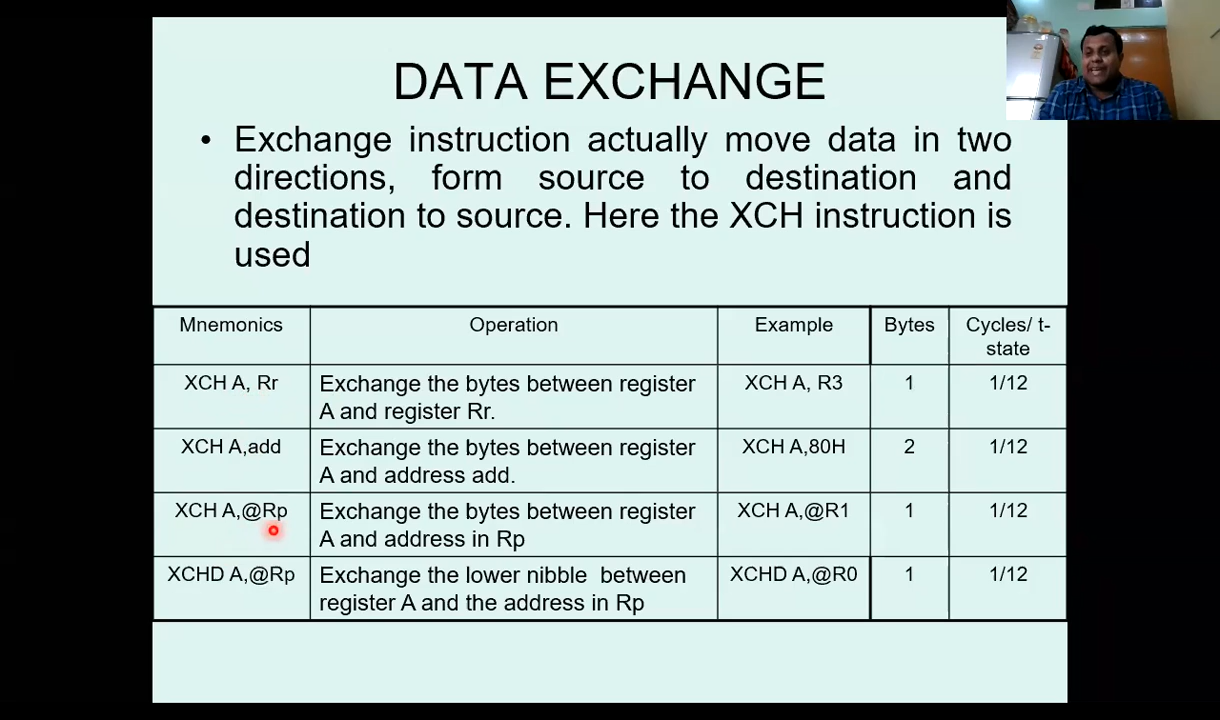 DATA EXCHANGE
• Exchange instruction actually move data in two
directions, form source to destination and
destination to source. Here the XCH instruction is
used
Mnemonics Operation Example Bytes Cycles/ t-
state
XCH A, Rr Exchange the bytes between register XCH A, R3 1 1/12
A and register Rr.
XCH A,add Exchange the bytes between register XCH A,80H 2 1/12
A and address add.
XCH A,@Rp Exchange the bytes between register XCH A,@R1 1 1/12
A and address in Rp
XCHD A,@Rp Exchange the lower nibble between XCHD A,@R0 1 1/12
register A and the address in Rp